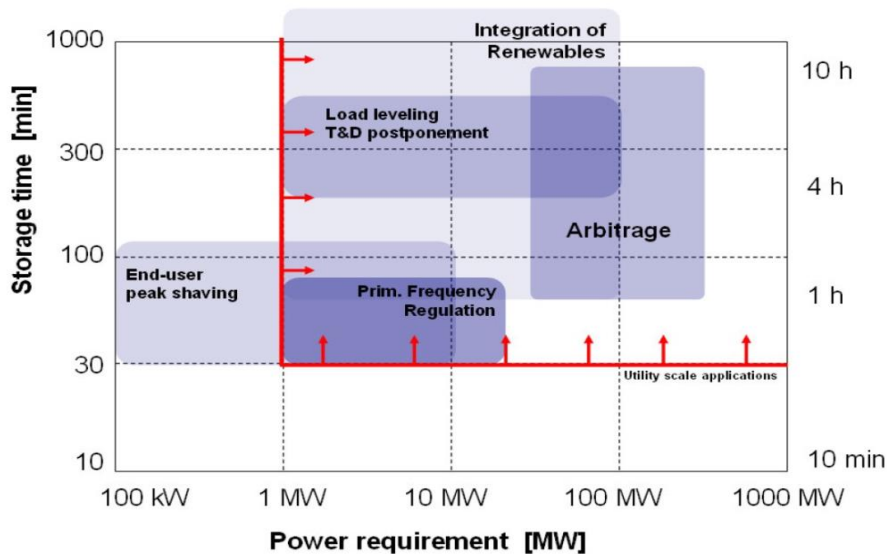 1000
300
100
30
10
Storage time [min]
Integration of
Renewables
Load leveling
T&D postponement
Arbitrage
End-user
peak shaving
Prim. Frequency
Regulation
Utility scale applications
10 h
4 h
1 h
10 min
100 kW
1 MW
10 MW
100 MW
1000 MW
Power requirement [MW]